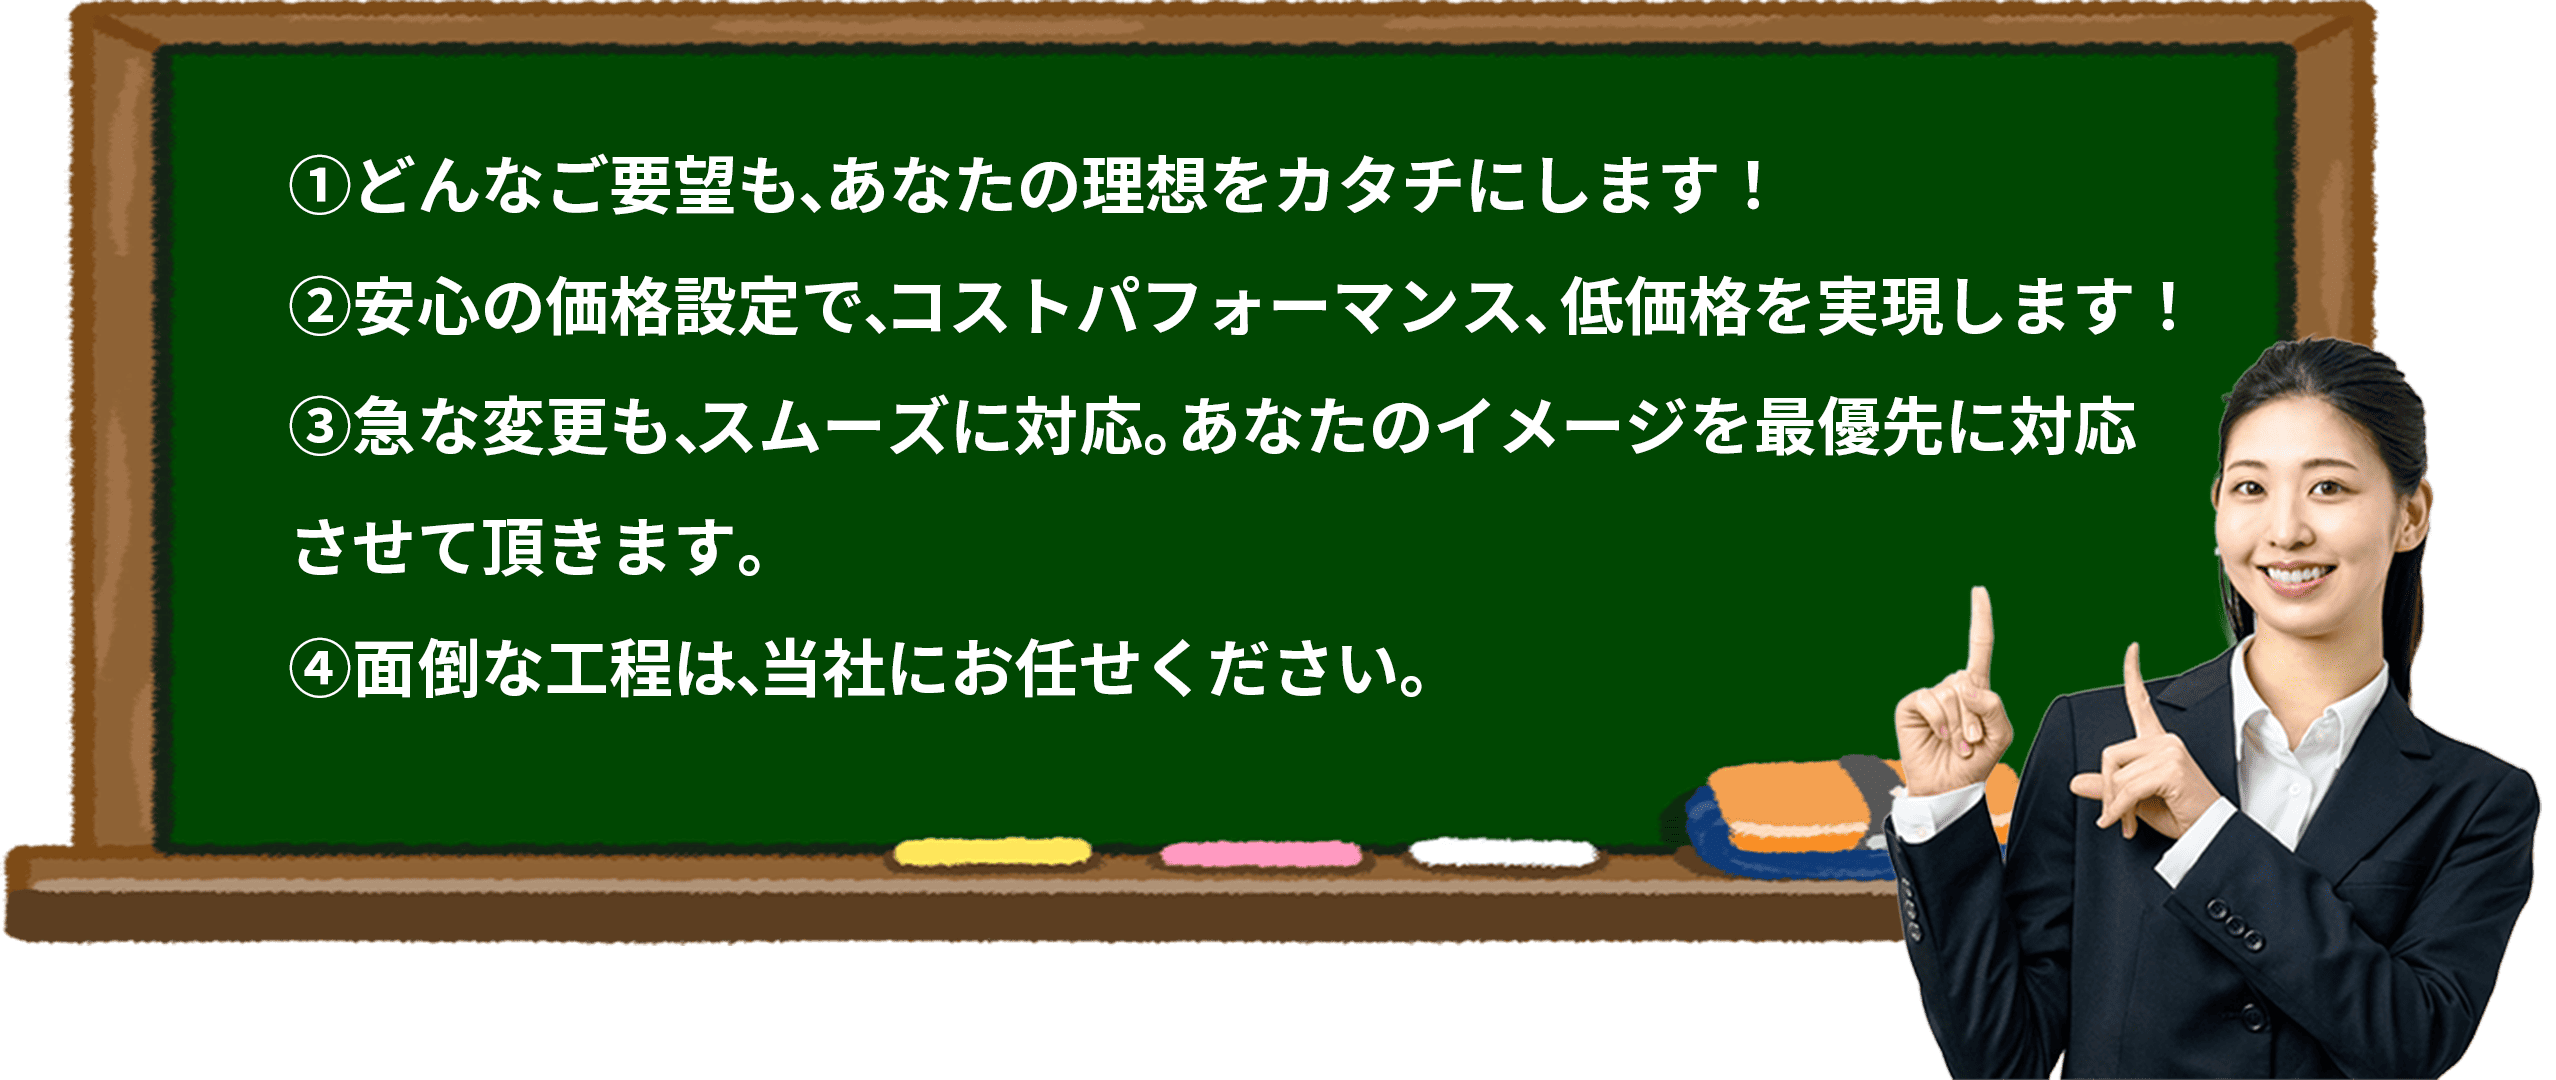 ①どんなご要望も、あなたの理想をカタチにします！
②安心の価格設定で、コストパフォーマンス、低価格を実現します！
③急な変更も、スムーズに対応。あなたのイメージを最優先に対応
させて頂きます。
④面倒な工程は、当社にお任せください。